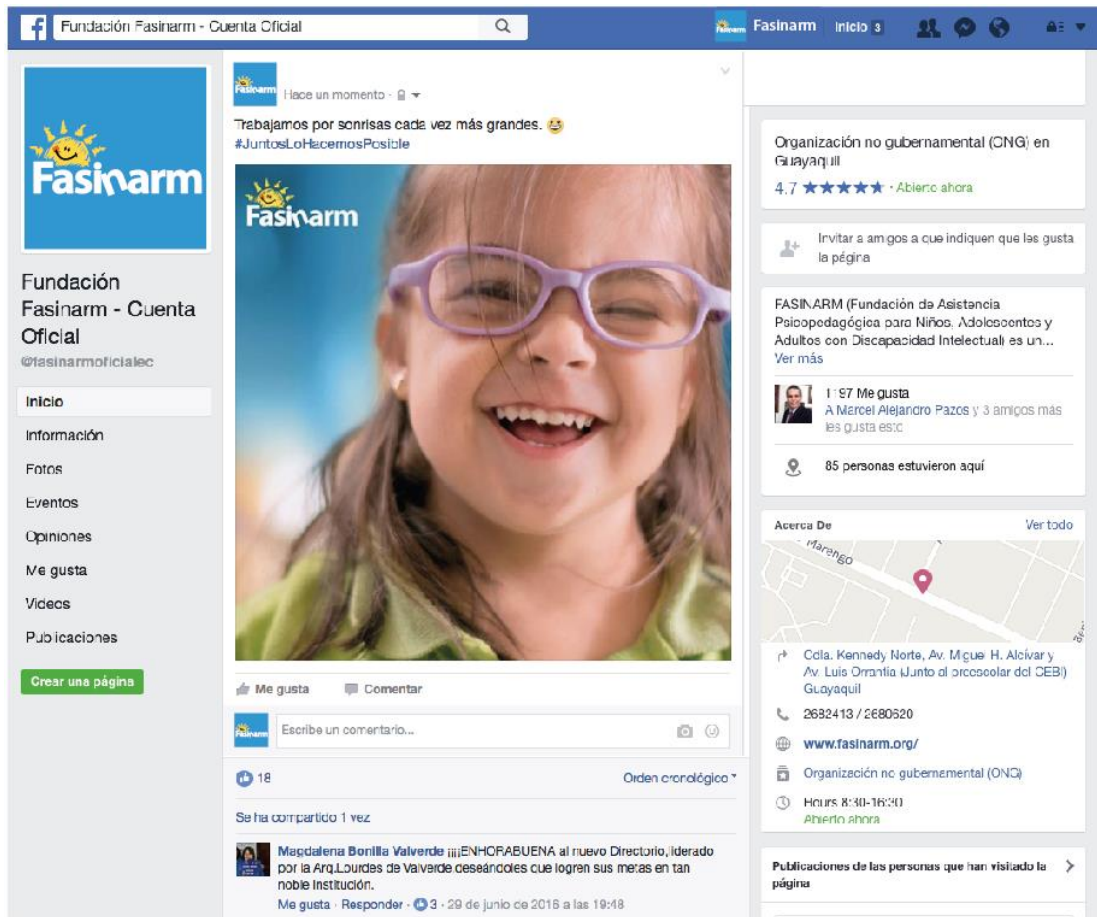 Fundación Fasinarm - Cuenta Oficial
Fasinarm
Fasinarm
Inicio 3
Fasinarm
Fundación
Fasinarm - Cuenta
Oficial
@fasinarmoficialec
Inicio
Información
Fotos
Eventos
Opiniones
Me gusta
Videos
Publicaciones
Crear una página
Fasinarm
Hace un momento
Trabajamos por sonrisas cada vez más grandes.
#JuntosLoHacemosPosible
Fasinarm
Me gusta Comentar
Fasinarm
Escribe un comentario...
18
Orden cronológico
Se ha compartido 1 vez
Magdalena Bonilla Valverde ¡¡¡¡ENHORABUENA al nuevo Directorio,liderado
por la Arq.Lourdes de Valverde,deseándoles que logren sus metas en tan
noble Institución.
Me gusta · Responder · 3 · 29 de junio de 2016 a las 19:48
Organización no gubernamental (ONG) en
Guayaquil
4,7 ★★★★★ · Abierto ahora
Invitar a amigos a que indiquen que les gusta
la página
FASINARM (Fundación de Asistencia
Psicopedagógica para Niños, Adolescentes y
Adultos con Discapacidad Intelectual) es un...
Ver más
1197 Me gusta
A Marcel Alejandro Pazos y 3 amigos más
les gusta esto
85 personas estuvieron aquí
Acerca De
Ver todo
Marengo
Cdla. Kennedy Norte, Av. Miguel H. Alcívar y
Av. Luis Orrantia (Junto al preescolar del CEBI)
Guayaquil
2682413 / 2680620
www.fasinarm.org/
Organización no gubernamental (ONG)
Hours 8:30-16:30
Abierto ahora
Publicaciones de las personas que han visitado la
página